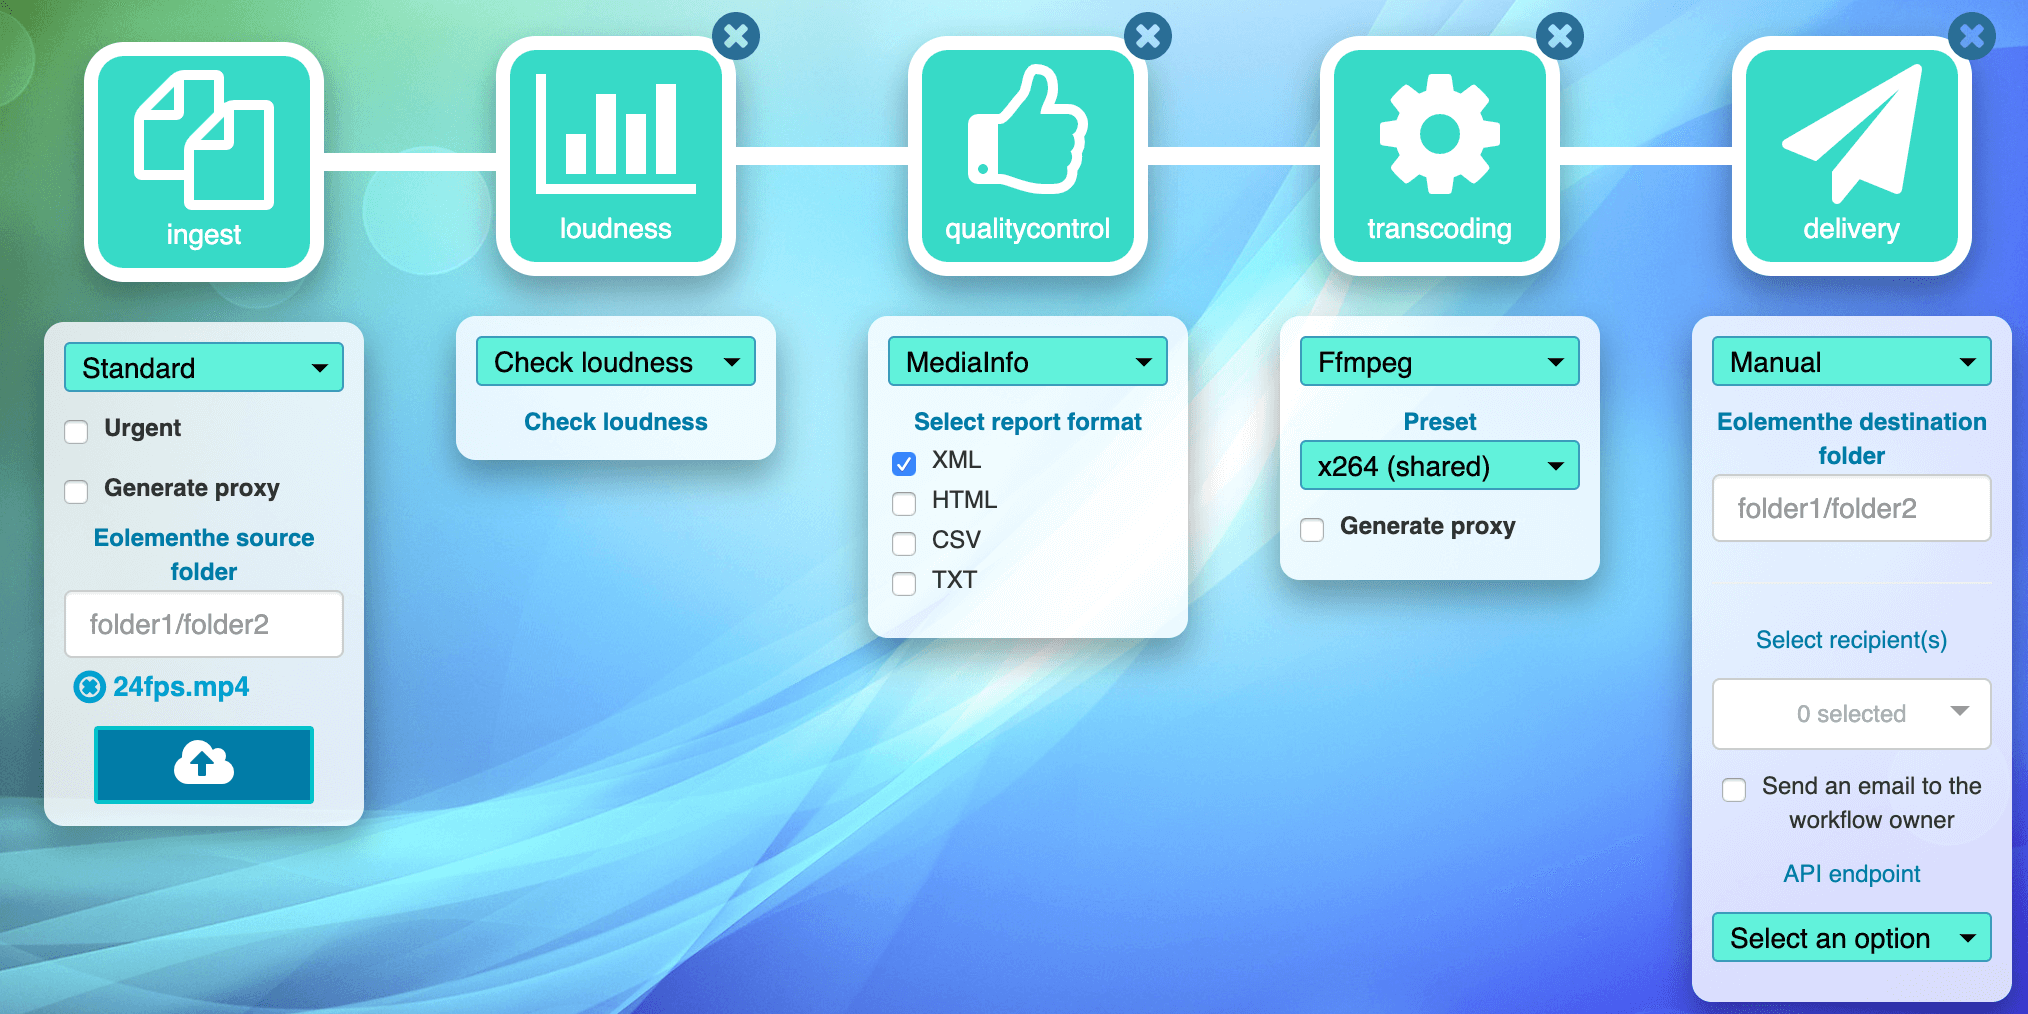 ingest
loudness
qualitycontrol
transcoding
delivery
Standard
Urgent
Generate proxy
Eolementhe source
folder
folder1/folder2
24fps.mp4
Check loudness
Check loudness
MediaInfo
Select report format
XML
HTML
CSV
TXT
Ffmpeg
Preset
x264 (shared)
Generate proxy
Manual
Eolementhe destination
folder
folder1/folder2
Select recipient(s)
0 selected
Send an email to the
workflow owner
API endpoint
Select an option